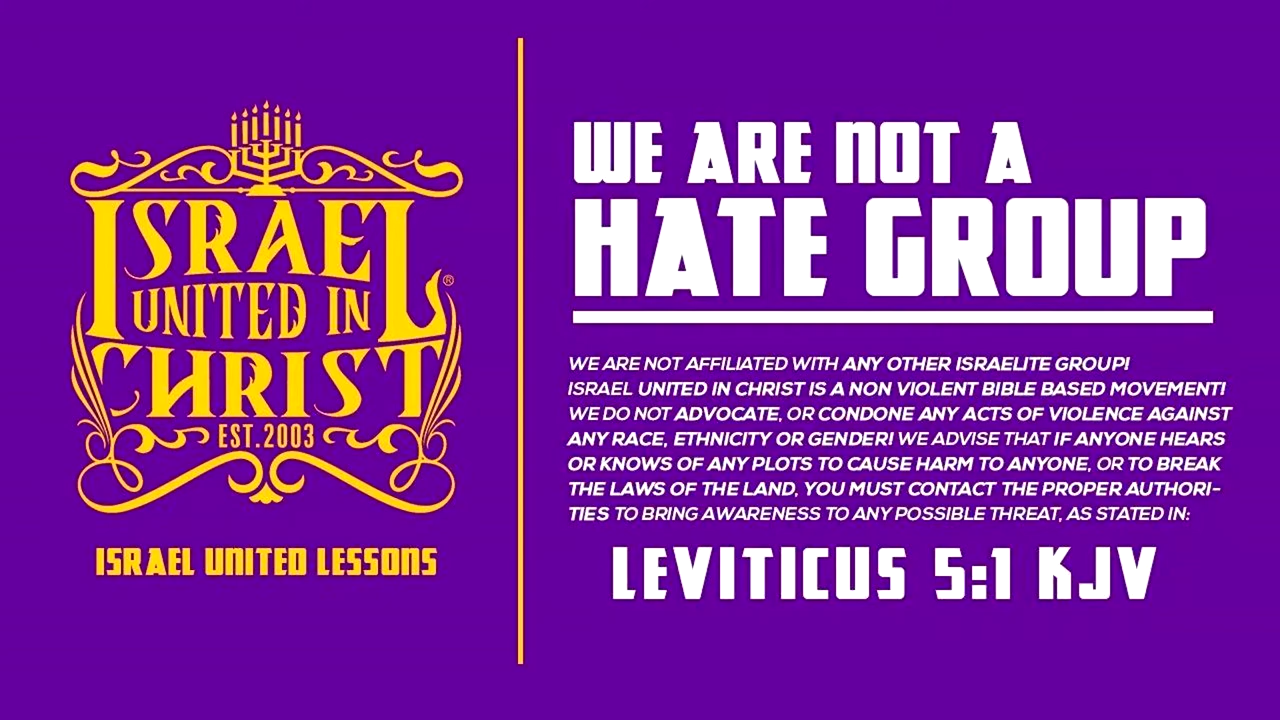 ISRAEL
UNITED IN
CHRIST
®
EST.2003
ISRAEL UNITED LESSONS
WE ARE NOT A
HATE GROUP
WE ARE NOT AFFILIATED WITH ANY OTHER ISRAELITE GROUP!
ISRAEL UNITED IN CHRIST IS A NON VIOLENT BIBLE BASED MOVEMENT!
WE DO NOT ADVOCATE, OR CONDONE ANY ACTS OF VIOLENCE AGAINST
ANY RACE, ETHNICITY OR GENDER! WE ADVISE THAT IF ANYONE HEARS
OR KNOWS OF ANY PLOTS TO CAUSE HARM TO ANYONE, OR TO BREAK
THE LAWS OF THE LAND, YOU MUST CONTACT THE PROPER AUTHORI-
TIES TO BRING AWARENESS TO ANY POSSIBLE THREAT, AS STATED IN:
LEVITICUS 5:1 KJV